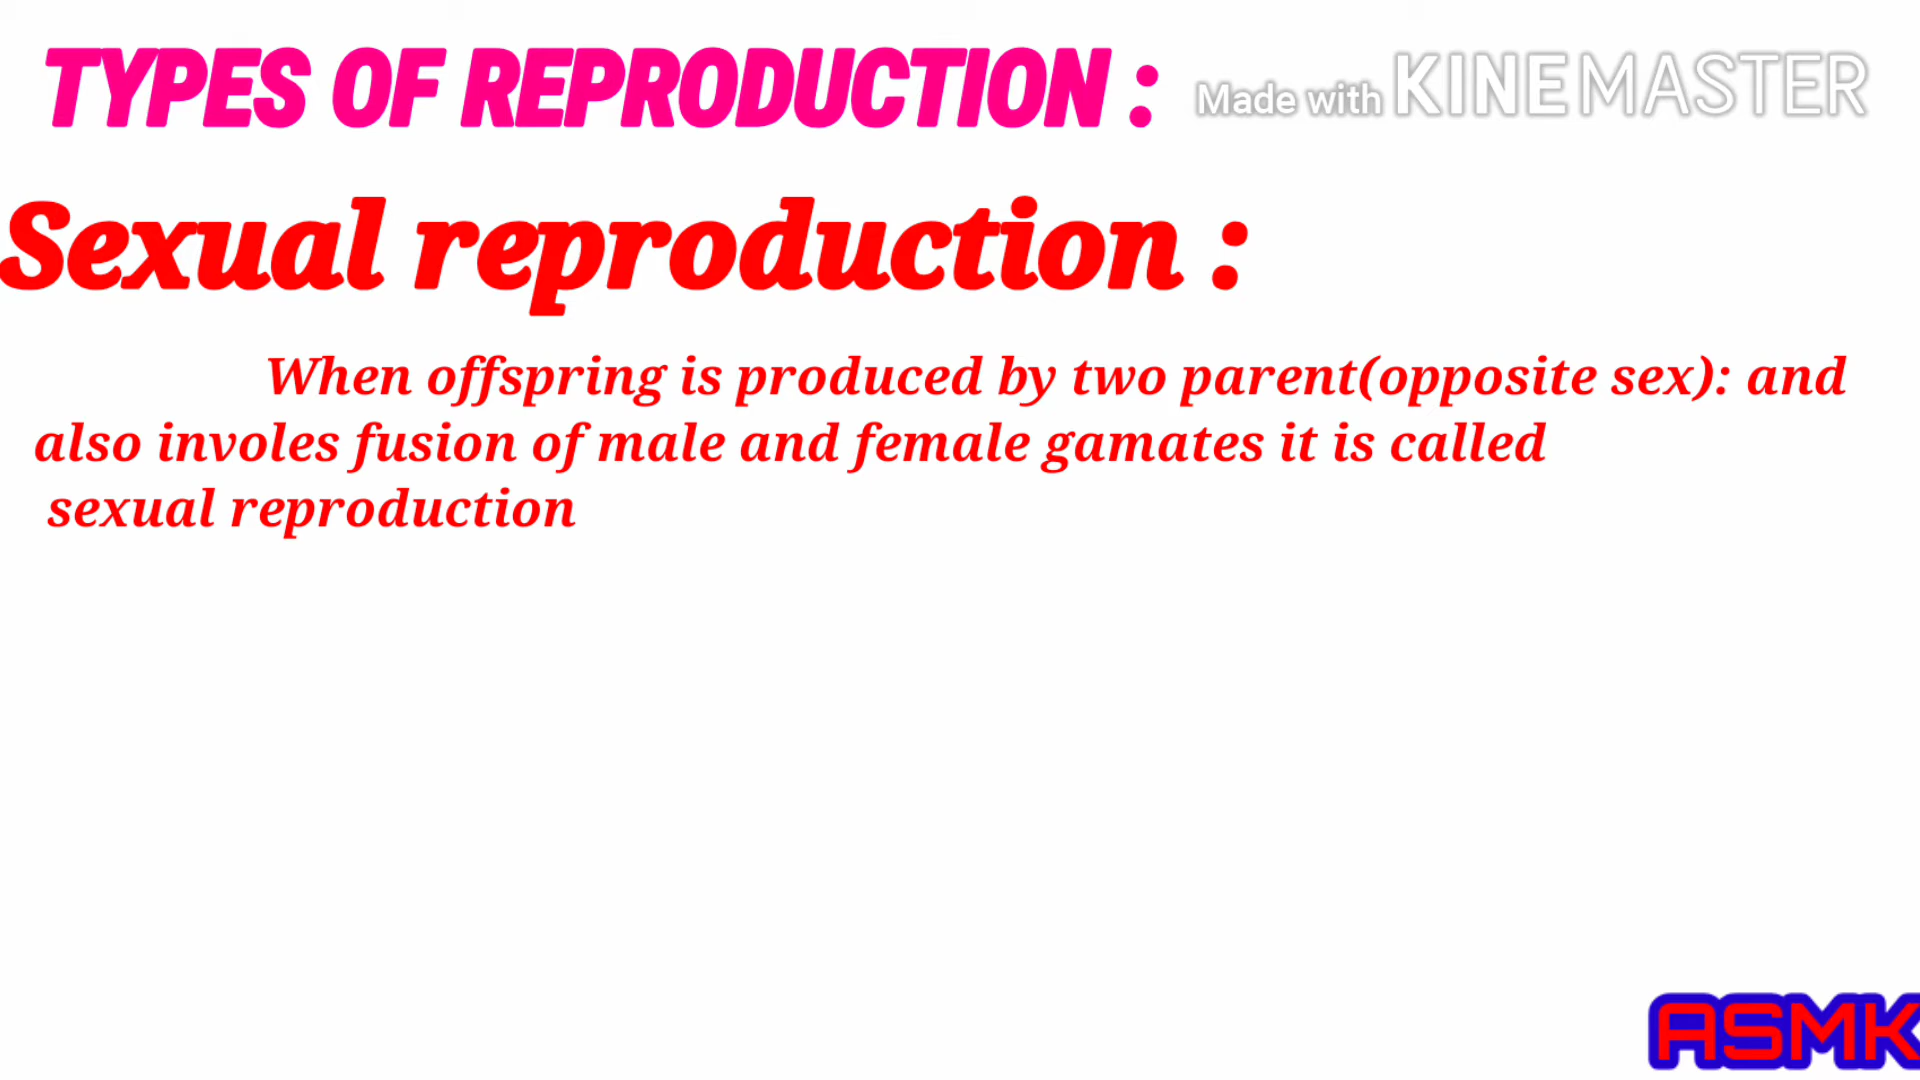 TYPES OF REPRODUCTION :
Made with KINEMASTER
Sexual reproduction :
When offspring is produced by two parent(opposite sex): and
also involes fusion of male and female gamates it is called
sexual reproduction
ASMK